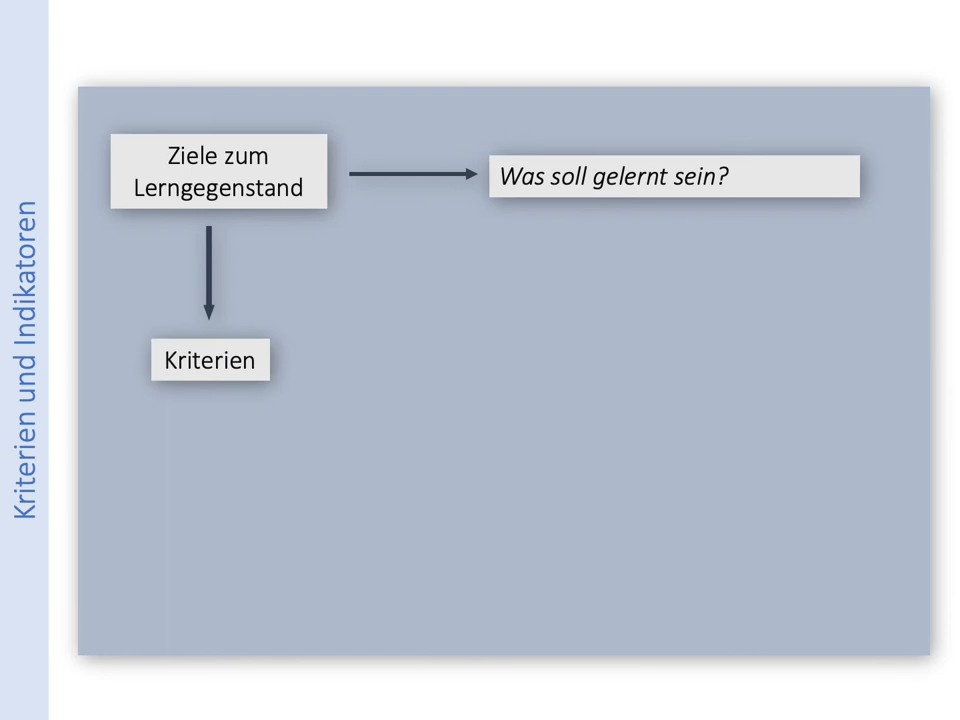 Kriterien und Indikatoren
Ziele zum
Lerngegenstand
Was soll gelernt sein?
Kriterien